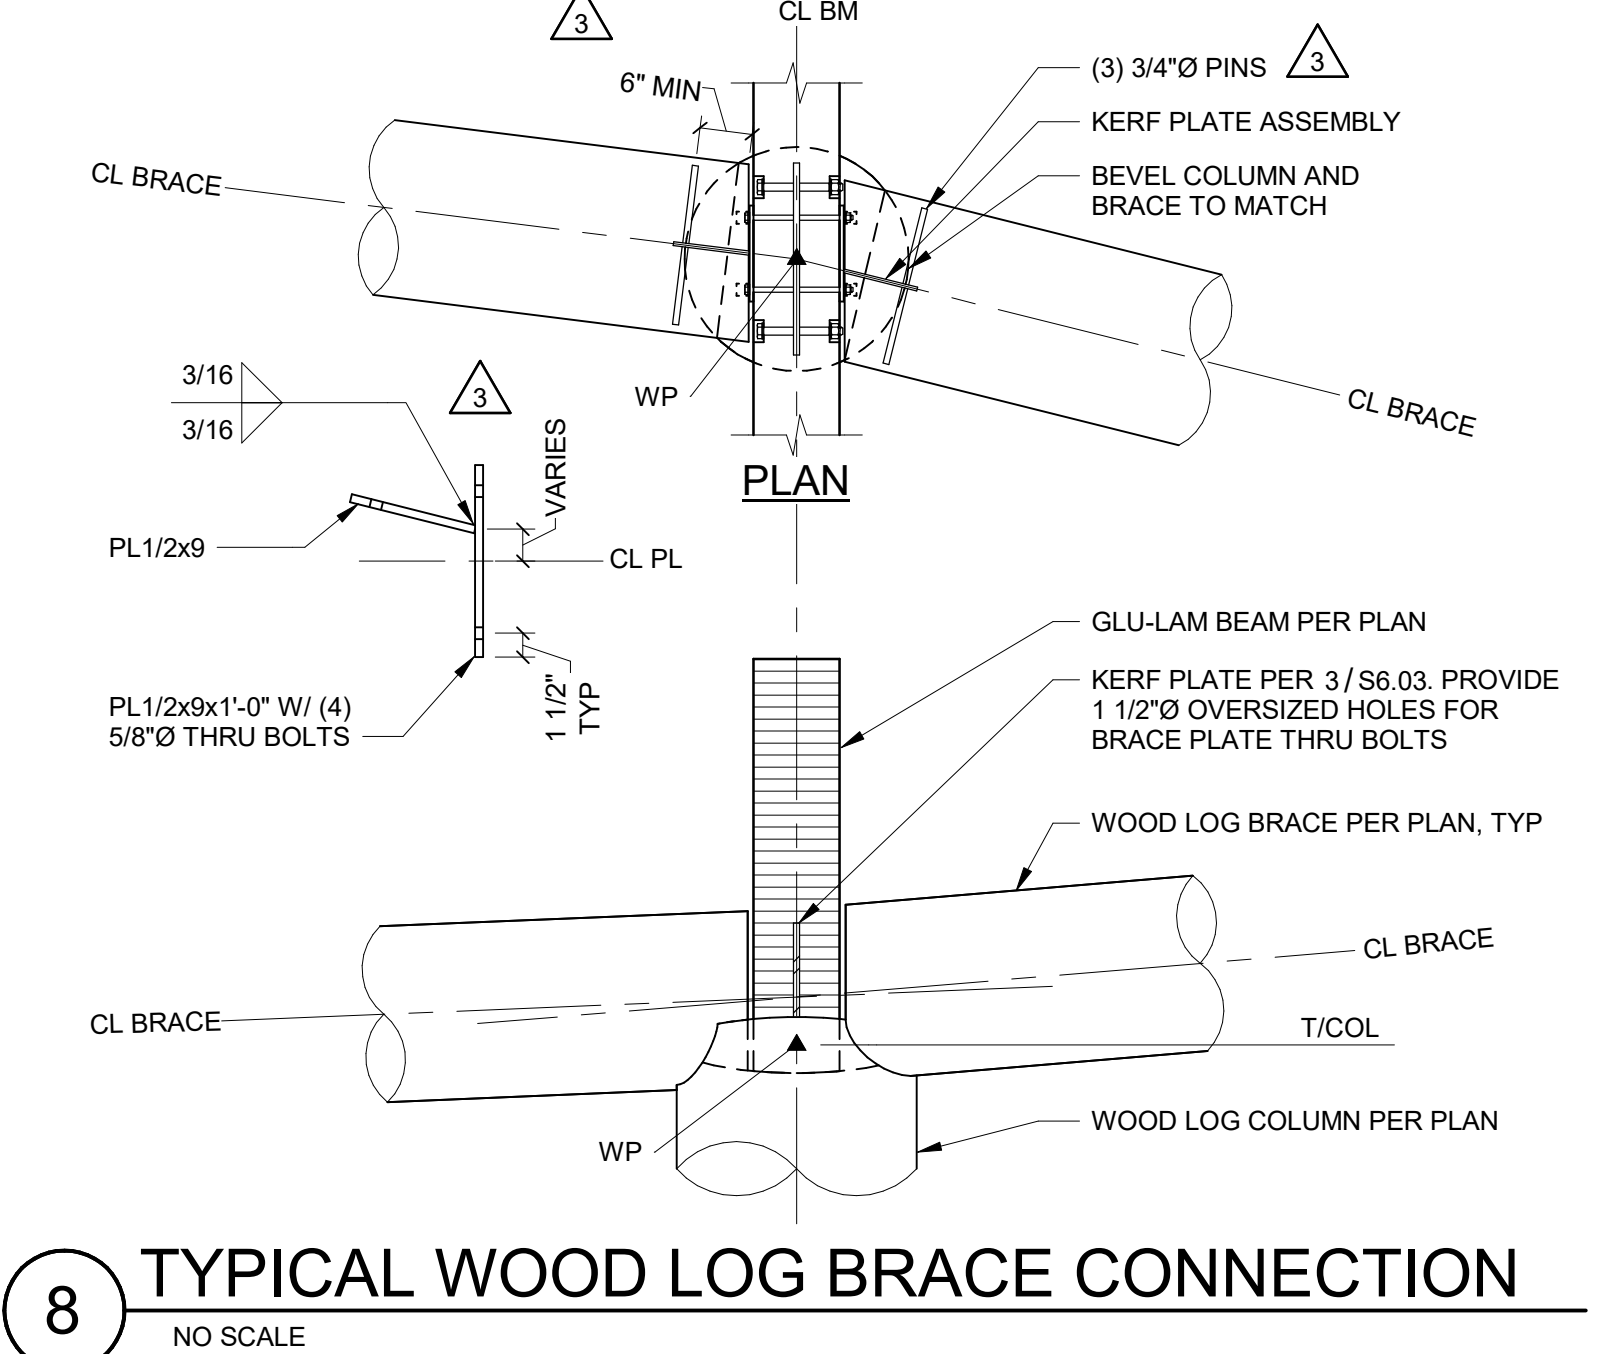 3
CL BM
(3) 3/4"Ø PINS
3
6" MIN
KERF PLATE ASSEMBLY
CL BRACE
BEVEL COLUMN AND
BRACE TO MATCH
WP
CL BRACE
PLAN
3/16
3/16
3
VARIES
PL1/2x9
CL PL
PL1/2x9x1'-0" W/ (4)
5/8"Ø THRU BOLTS
1 1/2"
TYP
GLU-LAM BEAM PER PLAN
KERF PLATE PER 3/S6.03. PROVIDE
1 1/2"Ø OVERSIZED HOLES FOR
BRACE PLATE THRU BOLTS
WOOD LOG BRACE PER PLAN, TYP
CL BRACE
CL BRACE
T/COL
WP
WOOD LOG COLUMN PER PLAN
8
TYPICAL WOOD LOG BRACE CONNECTION
NO SCALE